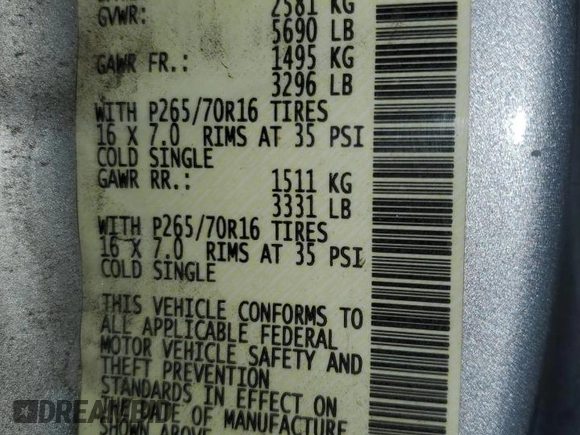 GVWR: 2581 KG
5690 LB
GAWR FR.: 1495 KG
3296 LB
WITH P265/70R16 TIRES
16 X 7.0 RIMS AT 35 PSI
COLD SINGLE
GAWR RR.: 1511 KG
3331 LB
WITH P265/70R16 TIRES
16 X 7.0 RIMS AT 35 PSI
COLD SINGLE
THIS VEHICLE CONFORMS TO
ALL APPLICABLE FEDERAL
MOTOR VEHICLE SAFETY AND
THEFT PREVENTION
STANDARDS IN EFFECT ON
THE DATE OF MANUFACTURE
SHOWN ABOVE
DREAMBID